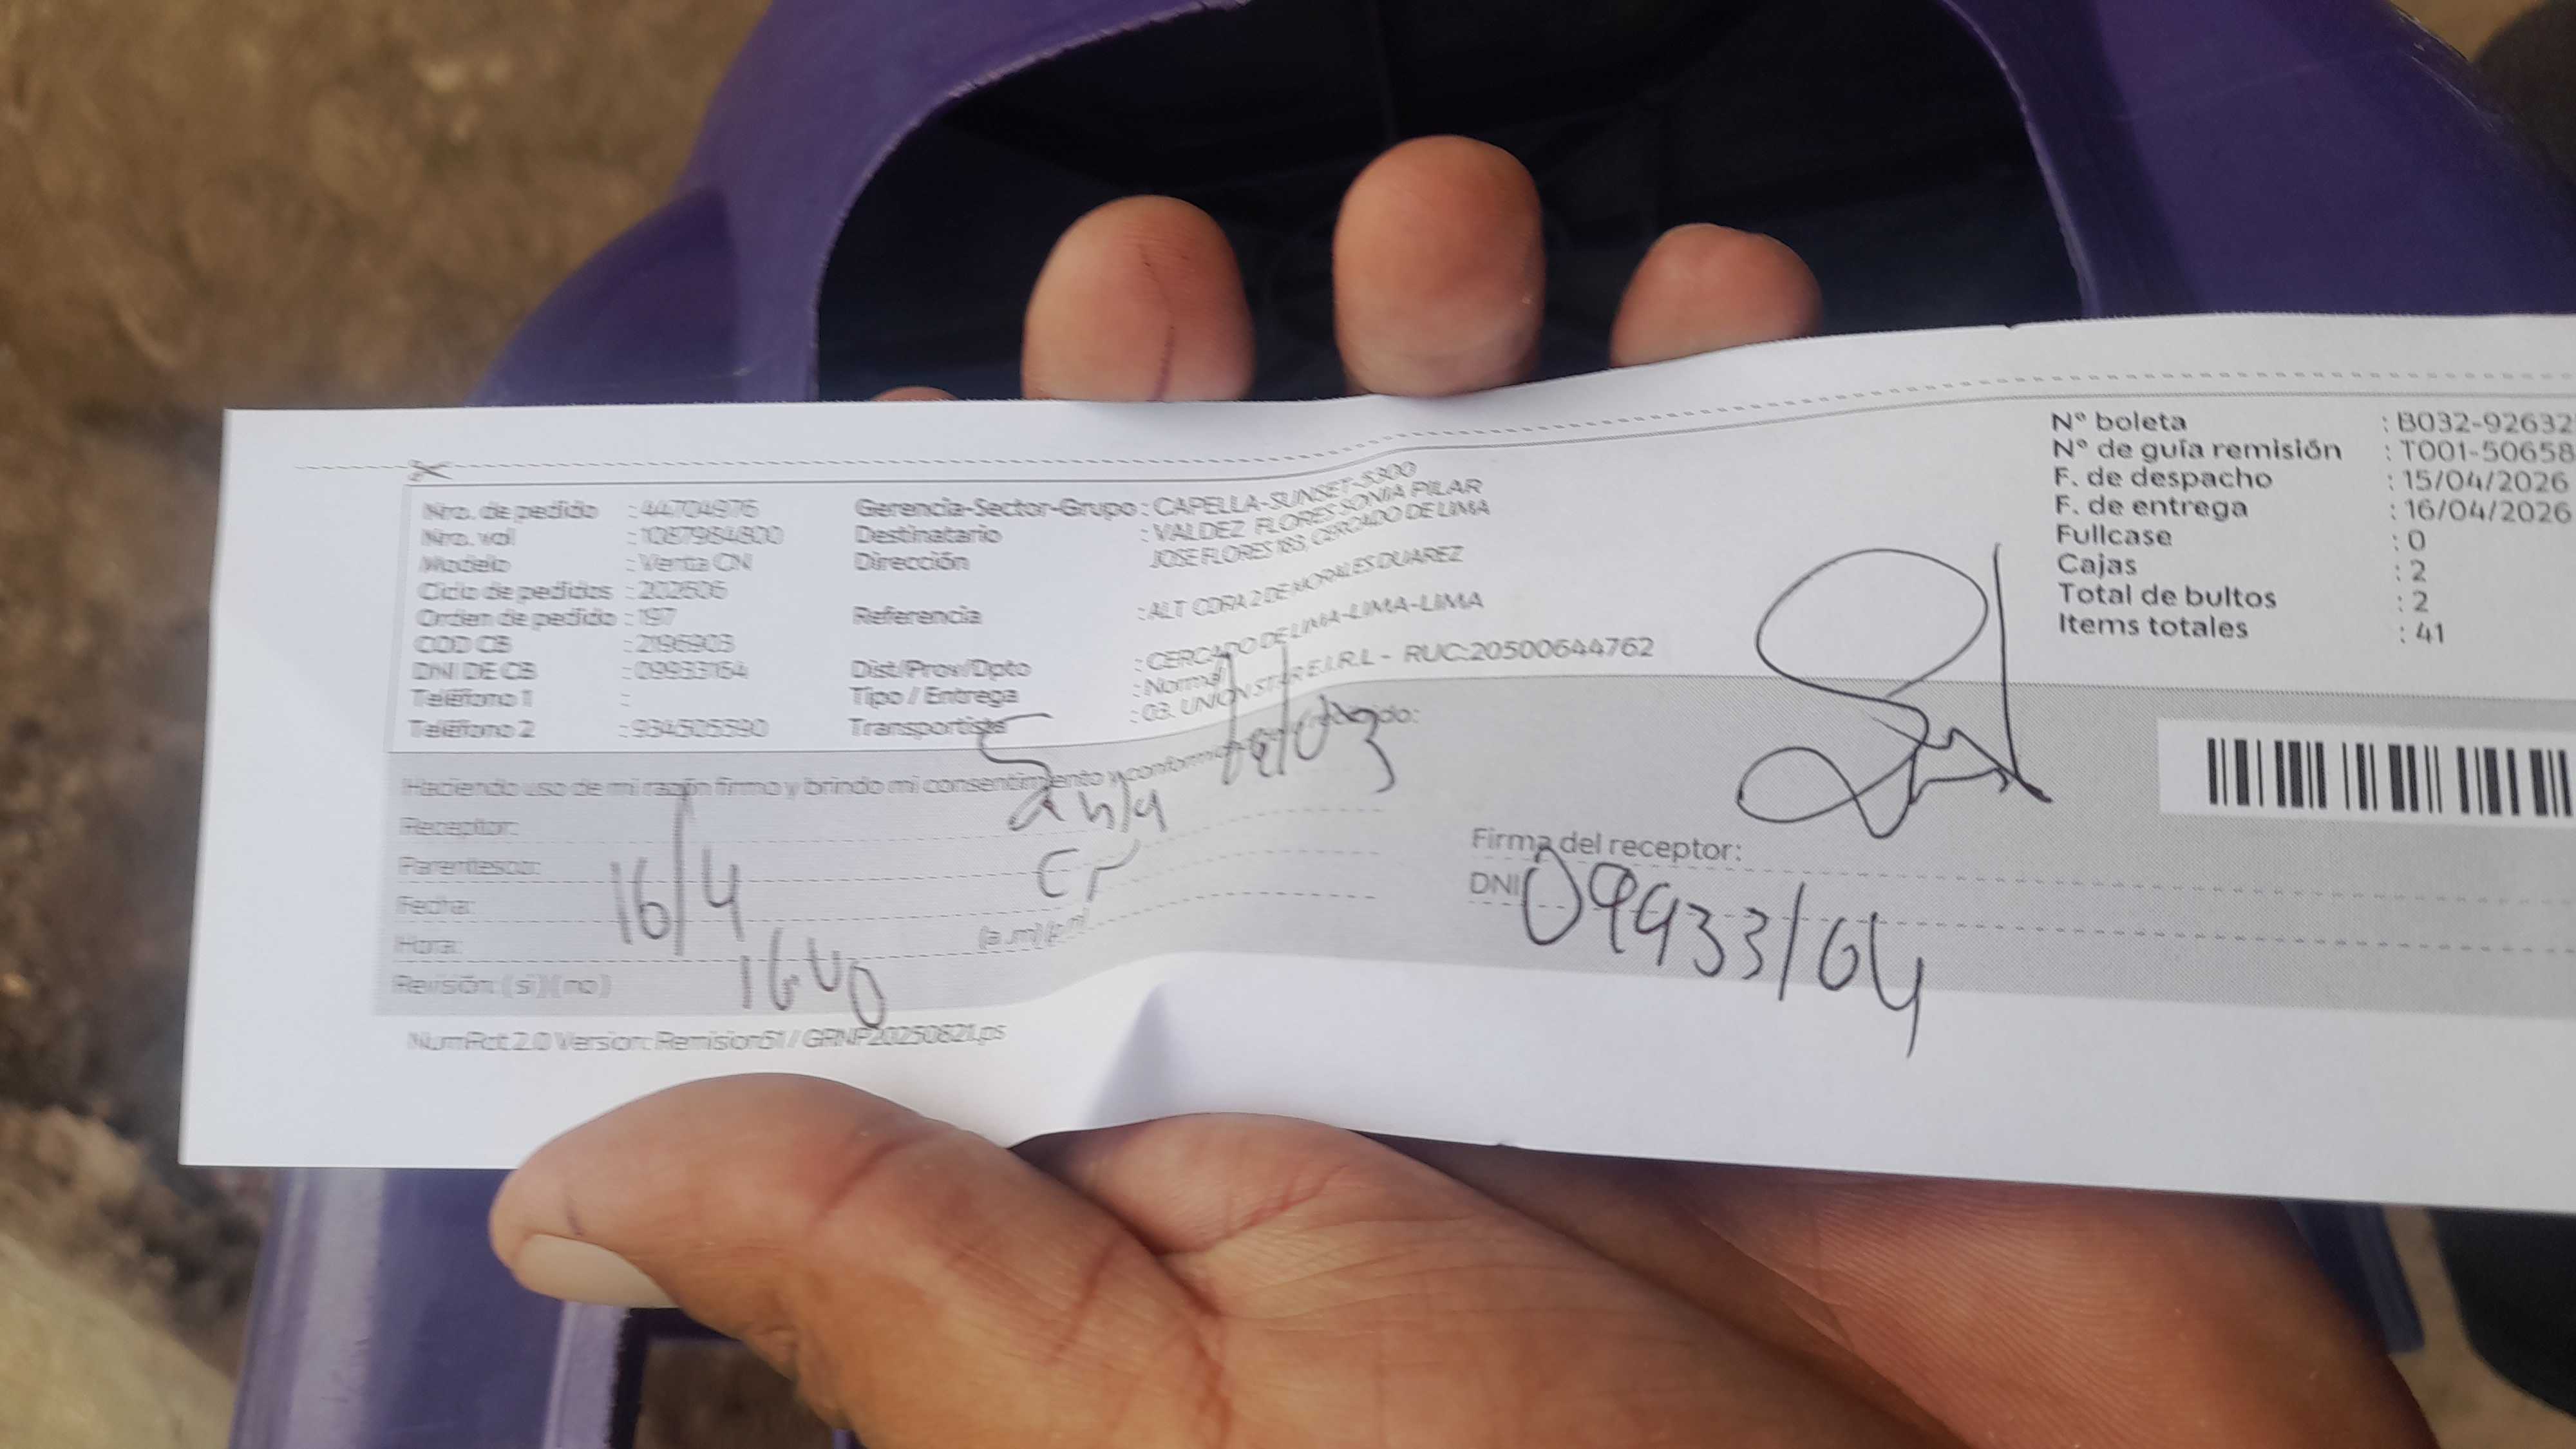 Nro. de pedido : 44704976
Nro. vol : 1087964800
Modelo : Venta CN
Ciclo de pedidos : 202606
Orden de pedido : 197
COD CB : 2196903
DNI DE CB : 09933164
Teléfono 1 :
Teléfono 2 : 934505590
Gerencia-Sector-Grupo : CAPELLA-SUNSET-5300
Destinatario : VALDEZ FLORES SONIA PILAR
Dirección JOSE FLORES 183, CERCADO DE LIMA
Referencia : ALT CDRA 2 DE MORALES DUAREZ
Dist/Prov/Dpto : CERCADO DE LIMA-LIMA-LIMA
Tipo / Entrega : Normal
Transportista : 03. UNION STAR E.I.R.L - RUC:20500644762
Nº boleta : B032-92632
Nº de guía remisión : T001-50658
F. de despacho : 15/04/2026
F. de entrega : 16/04/2026
Fullcase : 0
Cajas : 2
Total de bultos : 2
Items totales : 41
Haciendo uso de mi razón firmo y brindo mi consentimiento y conformidad
Receptor:
Parentesco:
Fecha: 16/4
Hora: 1640 (a.m)(p.m)
Revisión: (si) (no)
Firma del receptor:
DNI 09933164
NumRot 2.0 Version: Remision61 / GRNP20250821.ps